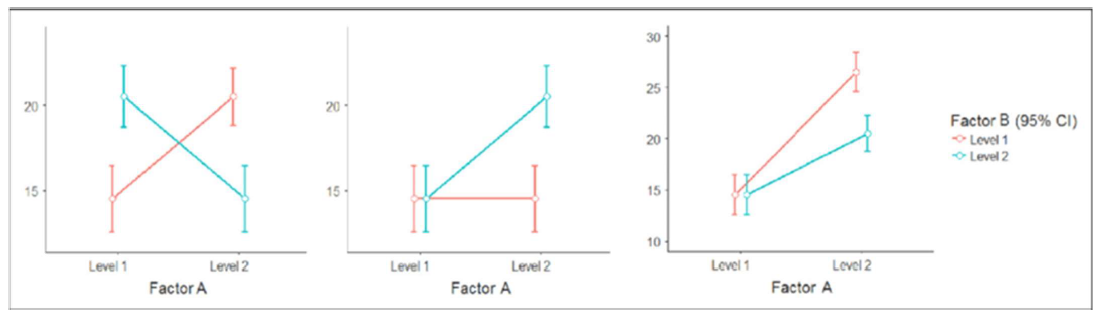 20
15
Level 1 Level 2
Factor A
20
15
Level 1 Level 2
Factor A
30
25
20
15
10
Level 1 Level 2
Factor A
Factor B (95% CI)
Level 1
Level 2